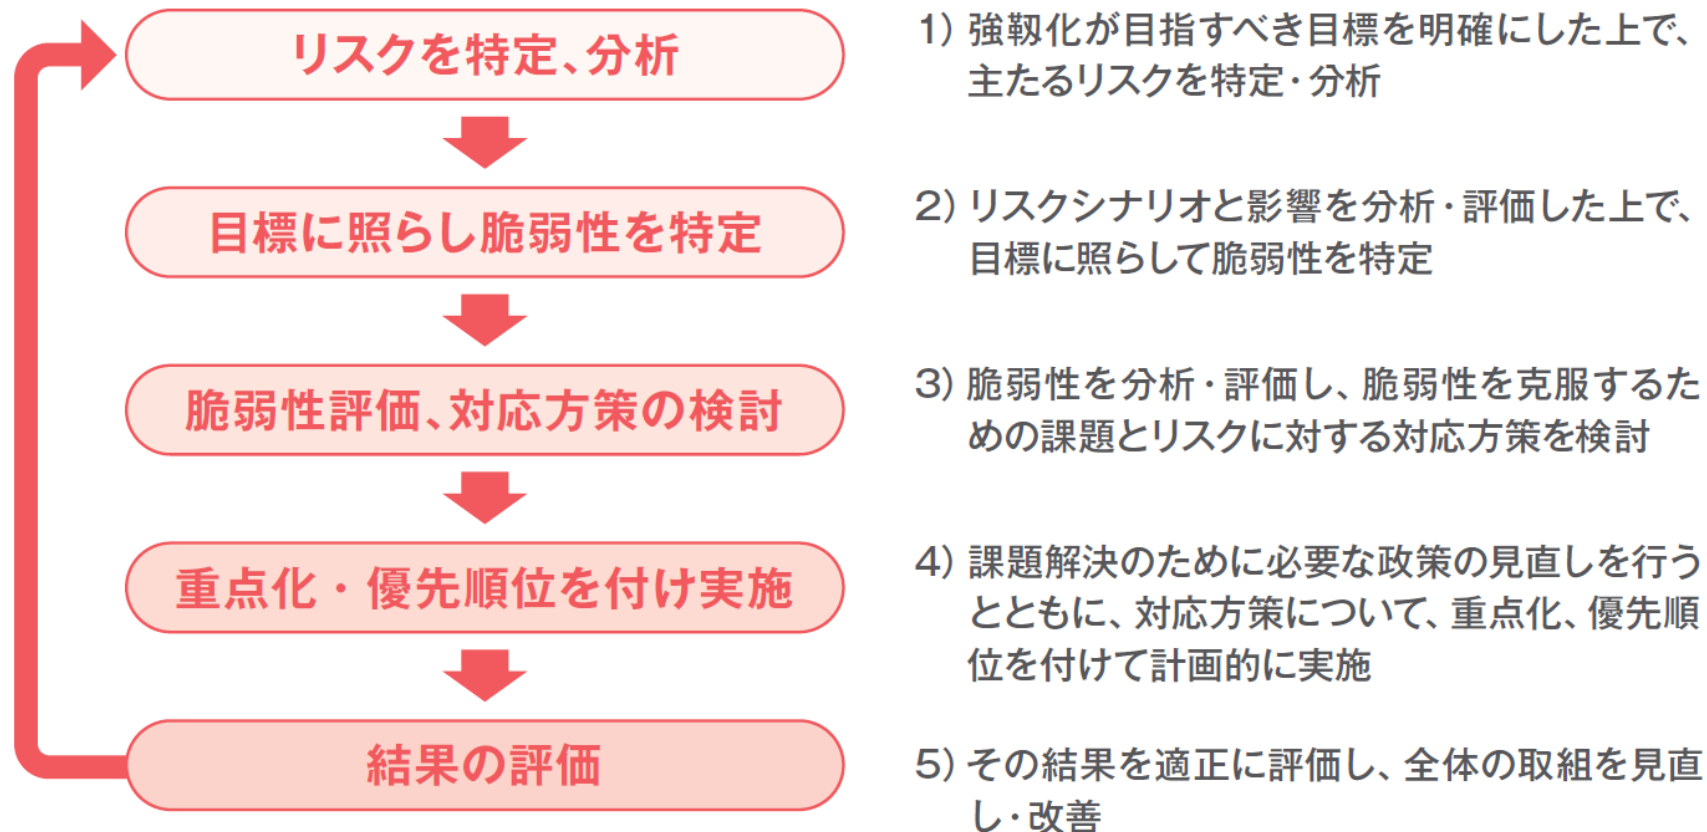 リスクを特定、分析
1）強靱化が目指すべき目標を明確にした上で、
主たるリスクを特定・分析
目標に照らし脆弱性を特定
2）リスクシナリオと影響を分析・評価した上で、
目標に照らして脆弱性を特定
脆弱性評価、対応方策の検討
3）脆弱性を分析・評価し、脆弱性を克服するた
めの課題とリスクに対する対応方策を検討
重点化・優先順位を付け実施
4）課題解決のために必要な政策の見直しを行う
とともに、対応方策について、重点化、優先順
位を付けて計画的に実施
結果の評価
5）その結果を適正に評価し、全体の取組を見直
し・改善